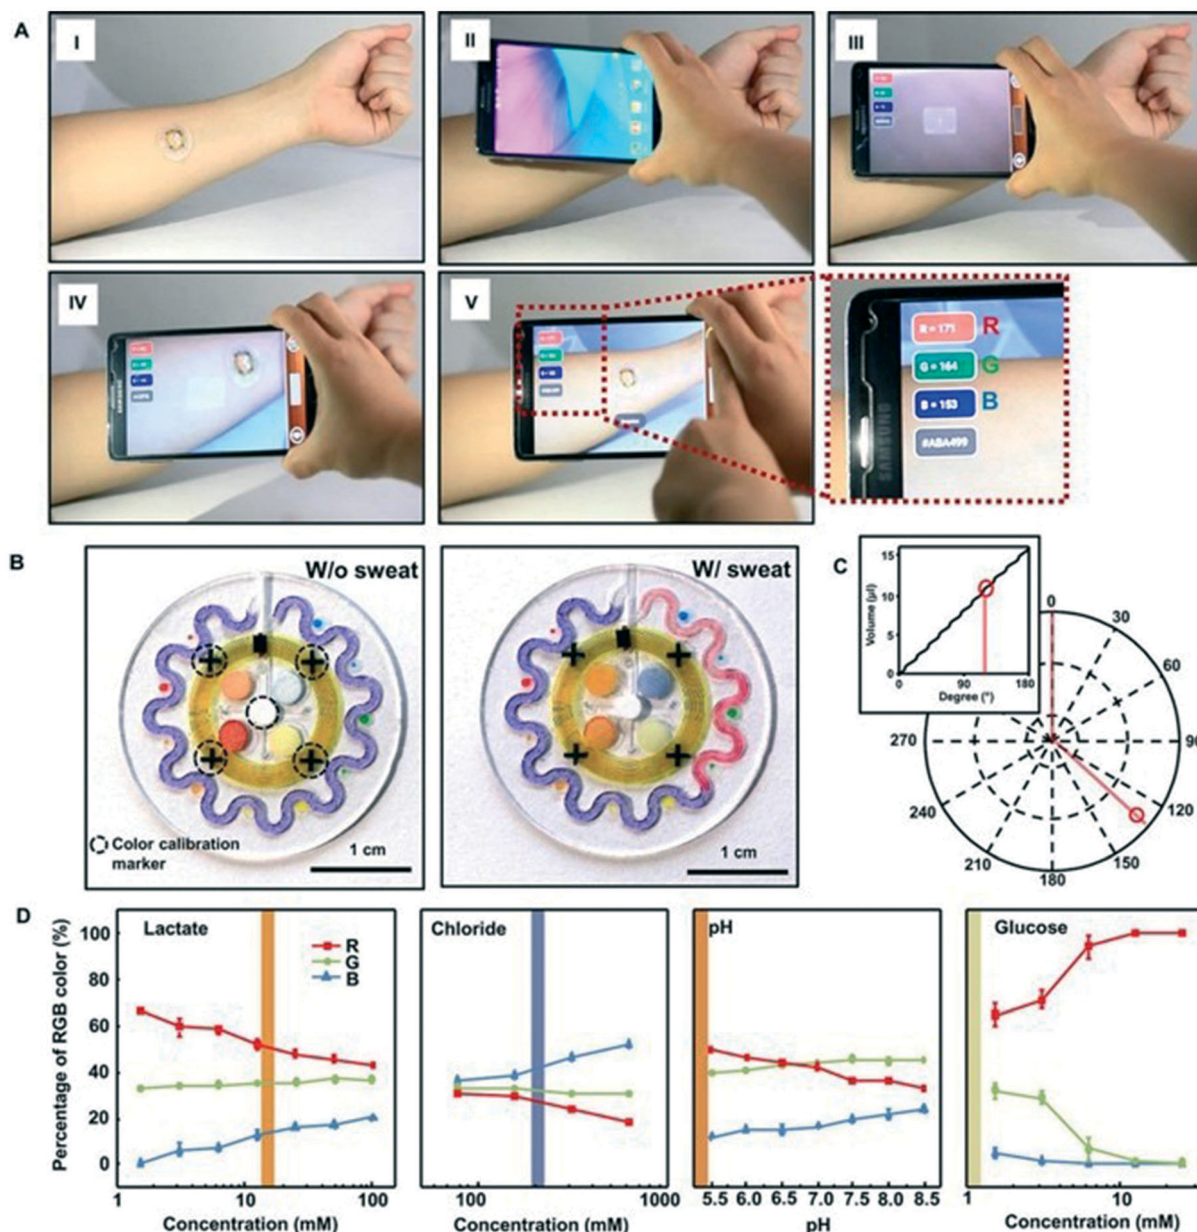 A
I
II
III
IV
V
R = 171 R
G = 164 G
B = 153 B
#ABA499
SAMSUNG
B
W/o sweat
Color calibration
marker
1 cm
W/ sweat
1 cm
C
Volume (µl)
15
10
5
0
0 90 180
Degree (°)
0
30
60
90
120
150
180
210
240
270
D
Percentage of RGB color (%)
100
80
60
40
20
0
Lactate
R
G
B
1 10 100
Concentration (mM)
Chloride
100 1000
Concentration (mM)
pH
5.5 6.0 6.5 7.0 7.5 8.0 8.5
pH
Glucose
1 10
Concentration (mM)